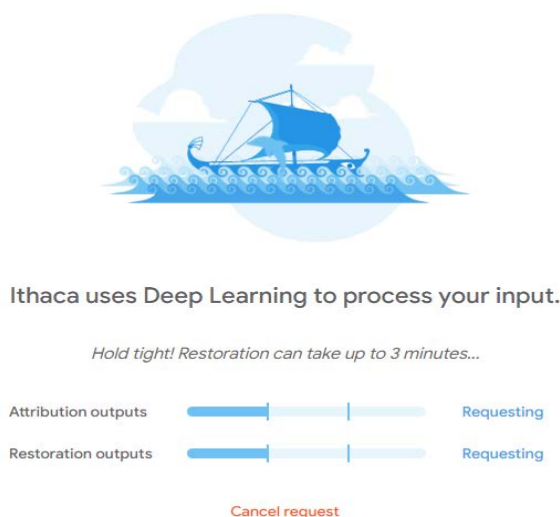 Ithaca uses Deep Learning to process your input.
Hold tight! Restoration can take up to 3 minutes...
Attribution outputs Requesting
Restoration outputs Requesting
Cancel request